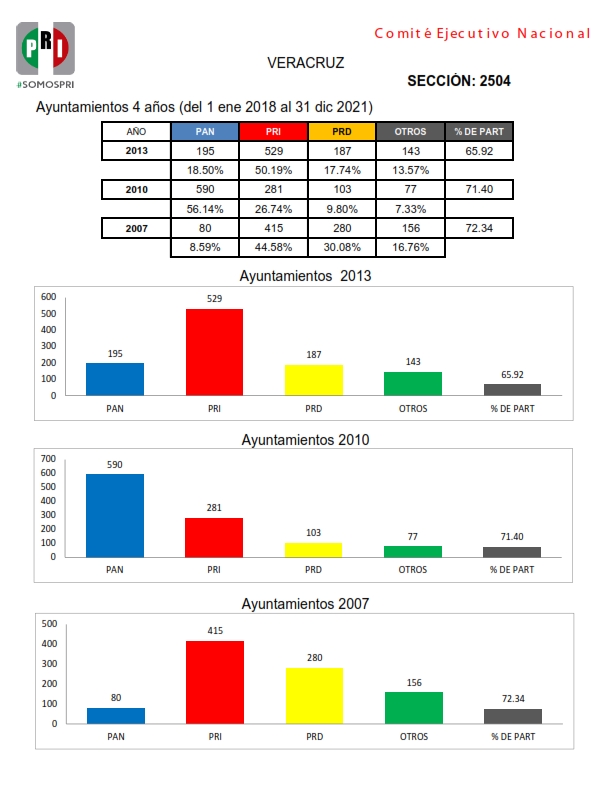 Comité Ejecutivo Nacional
PRI
#SOMOSPRI
VERACRUZ
SECCIÓN: 2504
Ayuntamientos 4 años (del 1 ene 2018 al 31 dic 2021)
AÑO PAN PRI PRD OTROS % DE PART
2013 195 529 187 143 65.92
18.50% 50.19% 17.74% 13.57%
2010 590 281 103 77 71.40
56.14% 26.74% 9.80% 7.33%
2007 80 415 280 156 72.34
8.59% 44.58% 30.08% 16.76%
Ayuntamientos 2013
600
500
400
300
200
100
0
195 529 187 143 65.92
PAN PRI PRD OTROS % DE PART
Ayuntamientos 2010
700
600
500
400
300
200
100
0
590 281 103 77 71.40
PAN PRI PRD OTROS % DE PART
Ayuntamientos 2007
500
400
300
200
100
0
80 415 280 156 72.34
PAN PRI PRD OTROS % DE PART